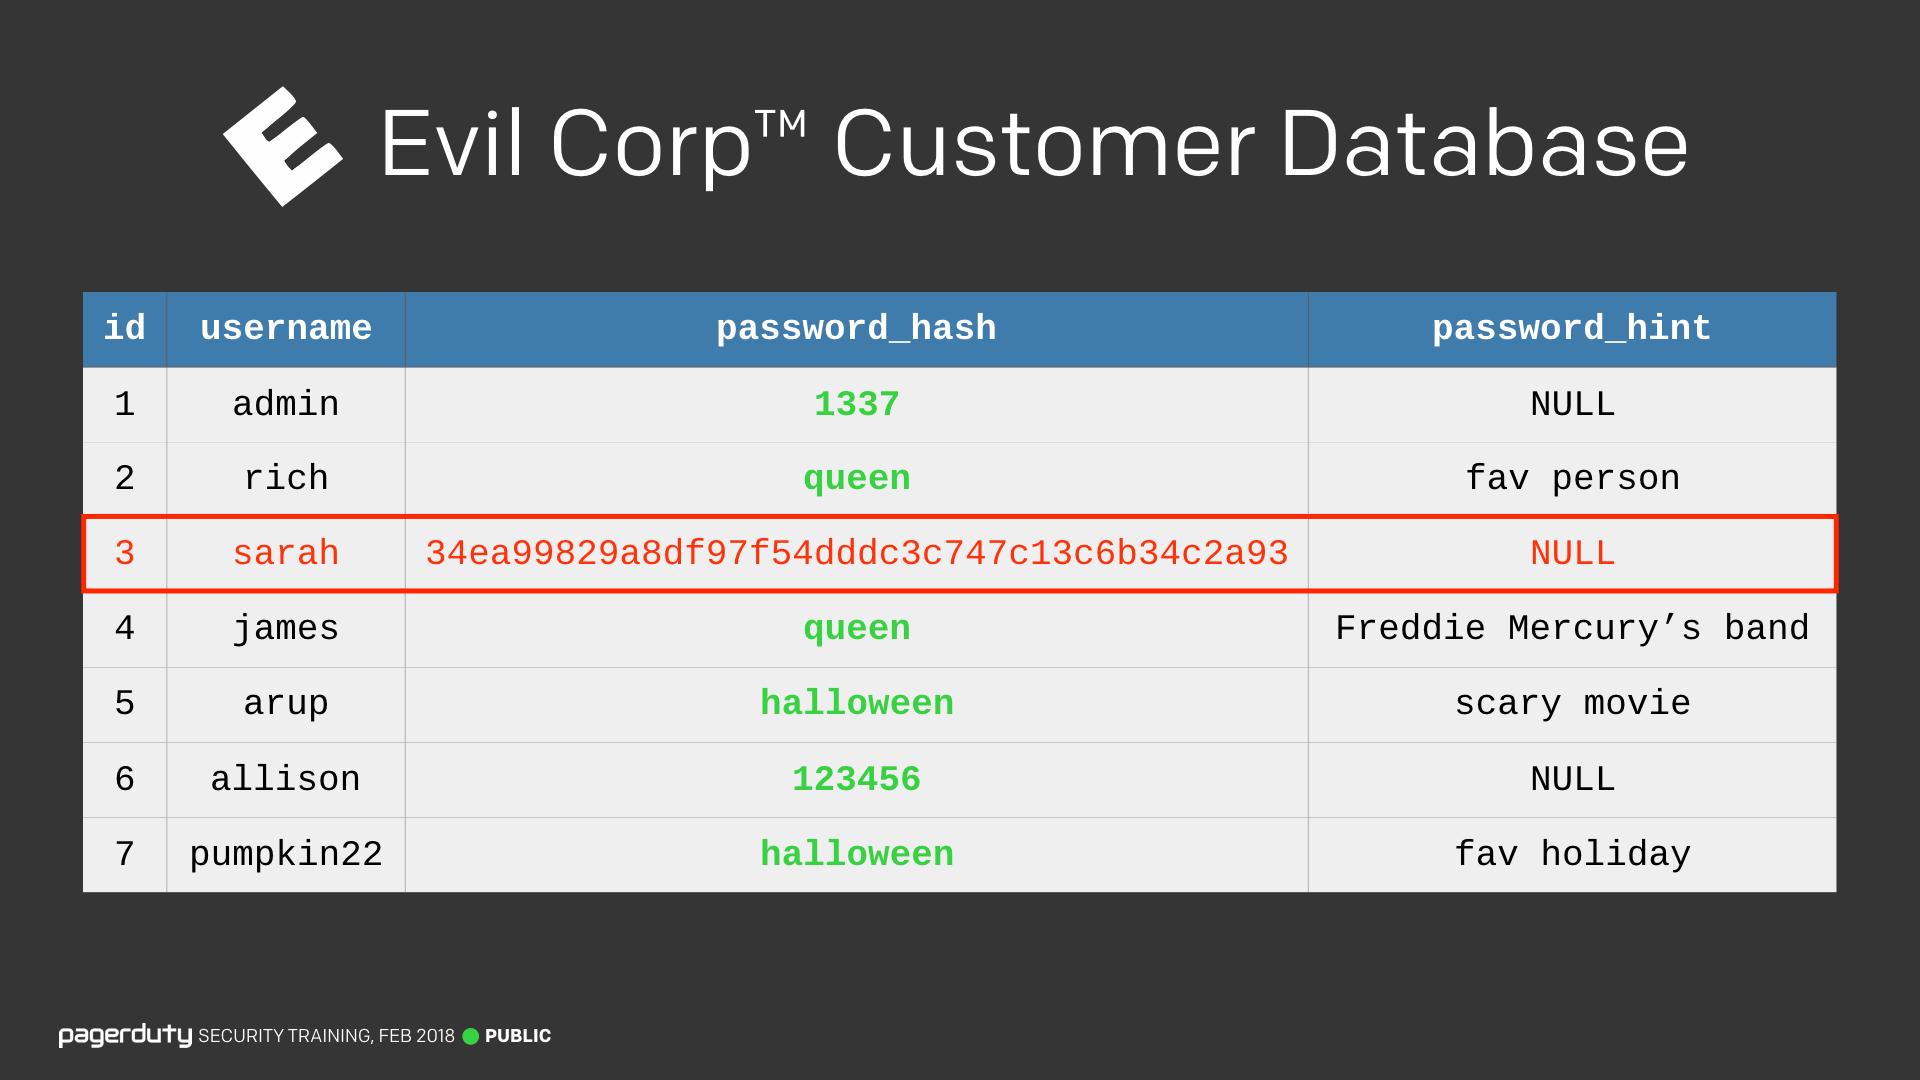 Evil Corp™ Customer Database
id username password_hash password_hint
1 admin 1337 NULL
2 rich queen fav person
3 sarah 34ea99829a8df97f54dddc3c747c13c6b34c2a93 NULL
4 james queen Freddie Mercury’s band
5 arup halloween scary movie
6 allison 123456 NULL
7 pumpkin22 halloween fav holiday
pagerduty SECURITY TRAINING, FEB 2018 PUBLIC